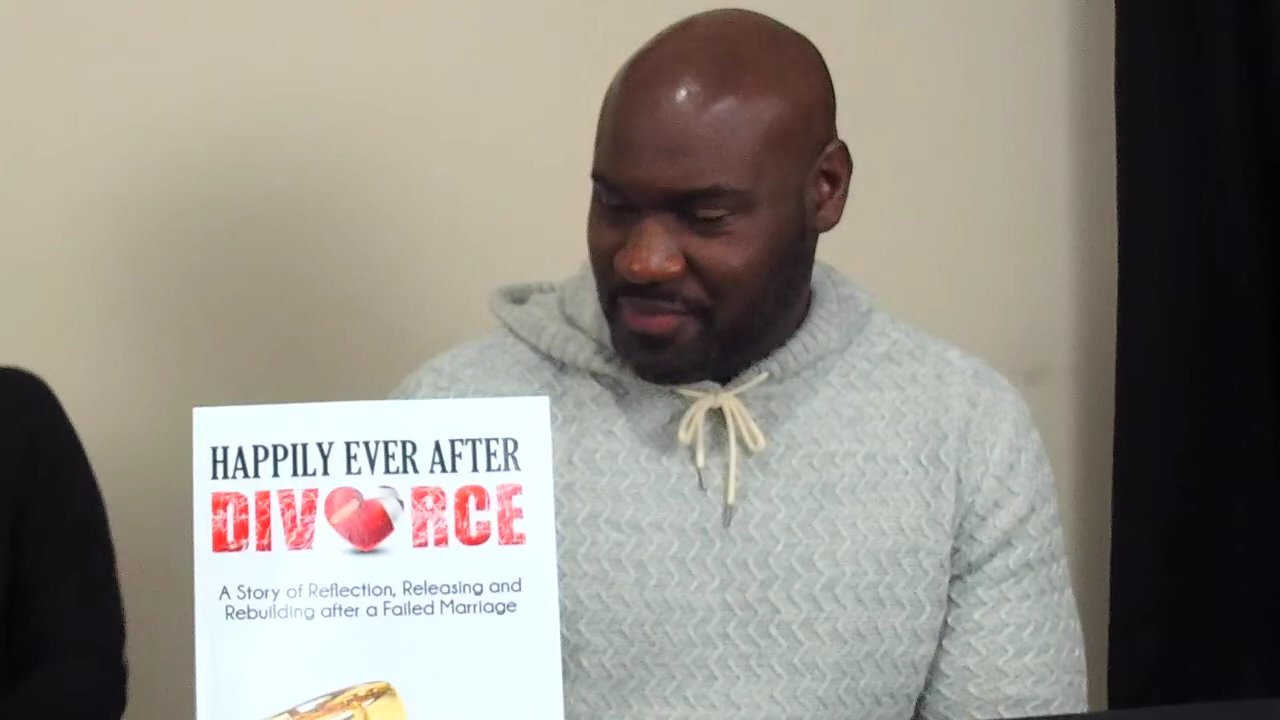 HAPPILY EVER AFTER
DIVORCE
A Story of Reflection, Releasing and
Rebuilding after a Failed Marriage